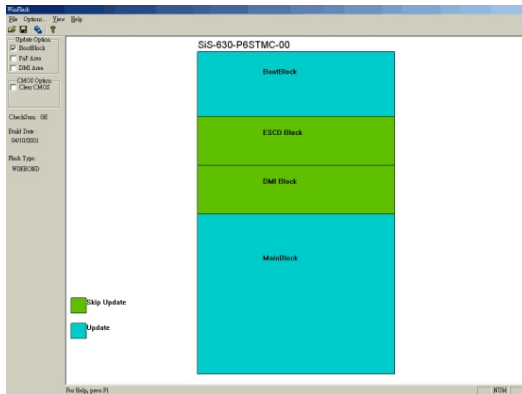 WinFlash
File Options... View Help
Update Option
BootBlock
PnP Area
DMI Area
CMOS Option
Clear CMOS
CheckSum: OK
Build Date :
04/10/2001
Flash Type:
WINBOND
SiS-630-P6STMC-00
BootBlock
ESCD Block
DMI Block
MainBlock
Skip Update
Update
For Help, press F1
NUM